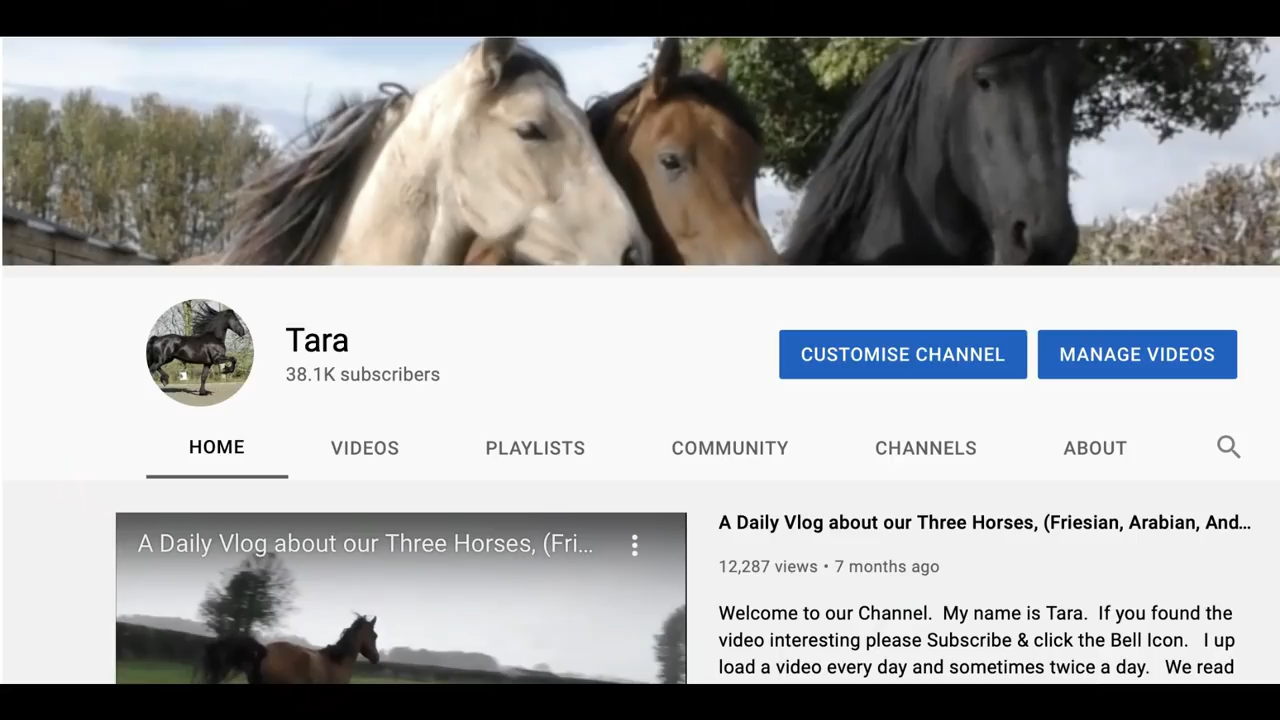 Tara
38.1K subscribers
CUSTOMISE CHANNEL
MANAGE VIDEOS
HOME
VIDEOS
PLAYLISTS
COMMUNITY
CHANNELS
ABOUT
A Daily Vlog about our Three Horses, (Fri...
A Daily Vlog about our Three Horses, (Friesian, Arabian, And...
12,287 views • 7 months ago
Welcome to our Channel.  My name is Tara.  If you found the
video interesting please Subscribe & click the Bell Icon.   I up
load a video every day and sometimes twice a day.   We read